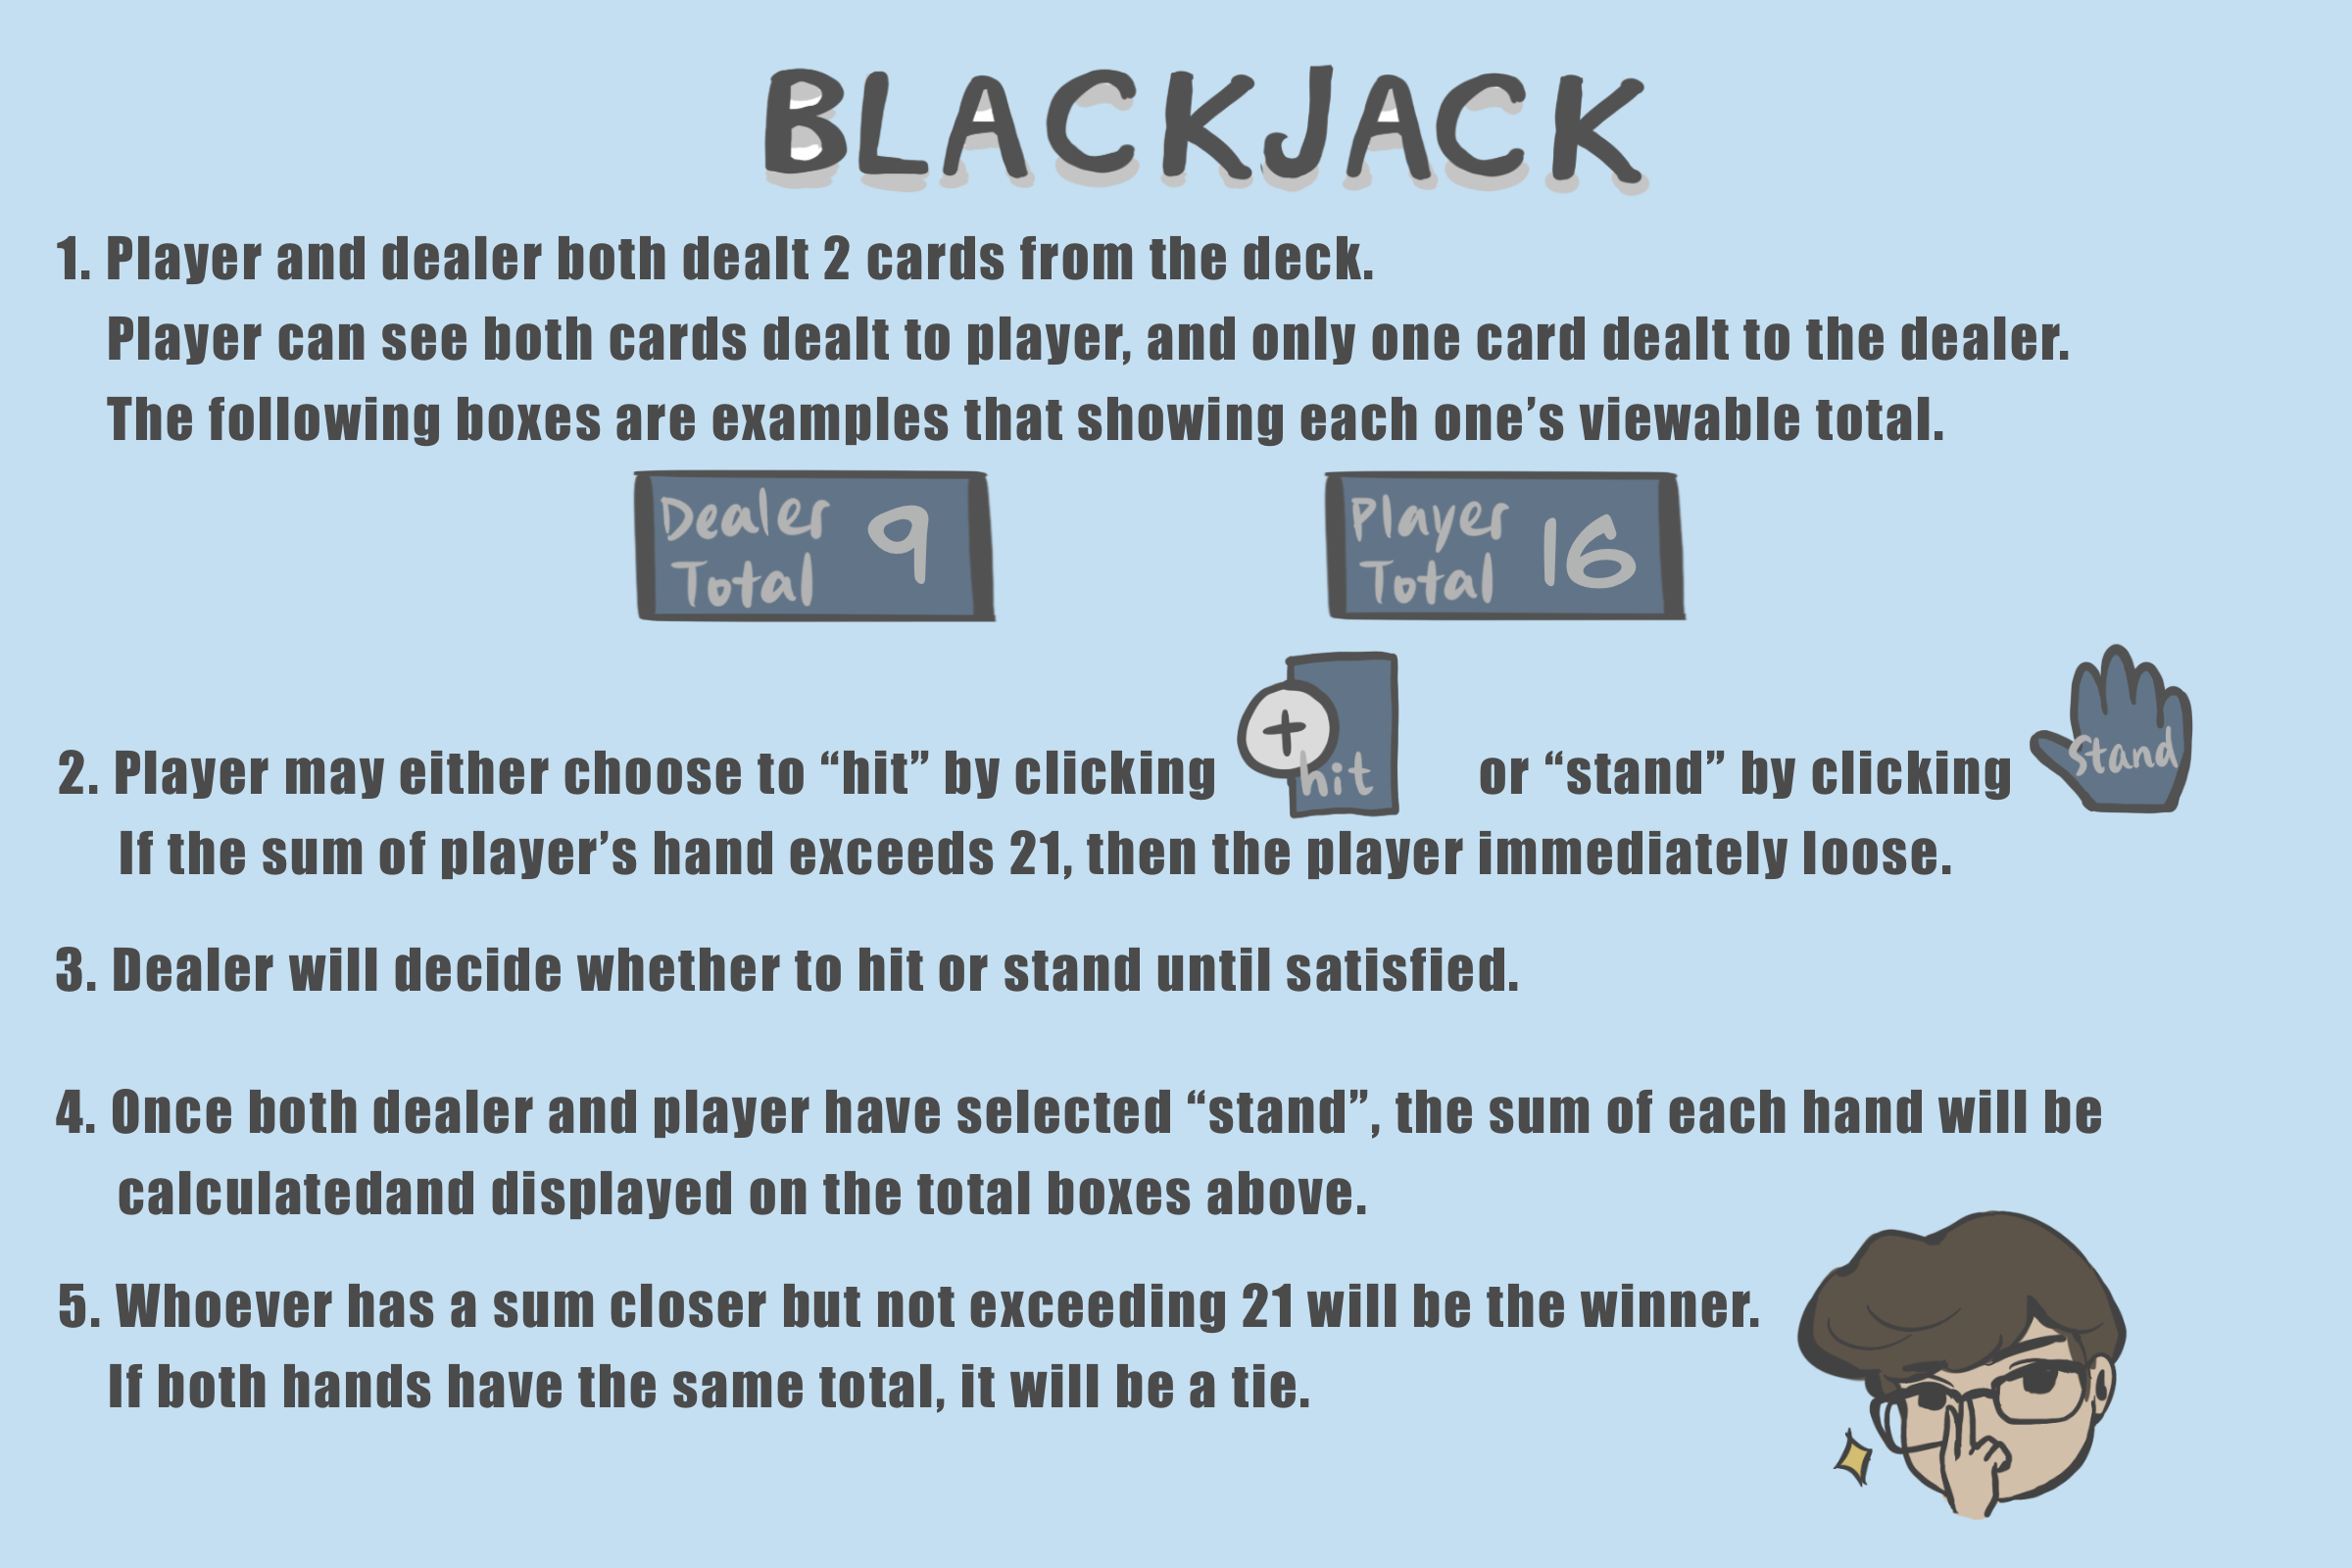 BLACKJACK
1. Player and dealer both dealt 2 cards from the deck.
Player can see both cards dealt to player, and only one card dealt to the dealer.
The following boxes are examples that showing each one’s viewable total.
Dealer Total 9
Player Total 16
2. Player may either choose to “hit” by clicking + hit or “stand” by clicking Stand
If the sum of player’s hand exceeds 21, then the player immediately loose.
3. Dealer will decide whether to hit or stand until satisfied.
4. Once both dealer and player have selected “stand”, the sum of each hand will be
calculatedand displayed on the total boxes above.
5. Whoever has a sum closer but not exceeding 21 will be the winner.
If both hands have the same total, it will be a tie.